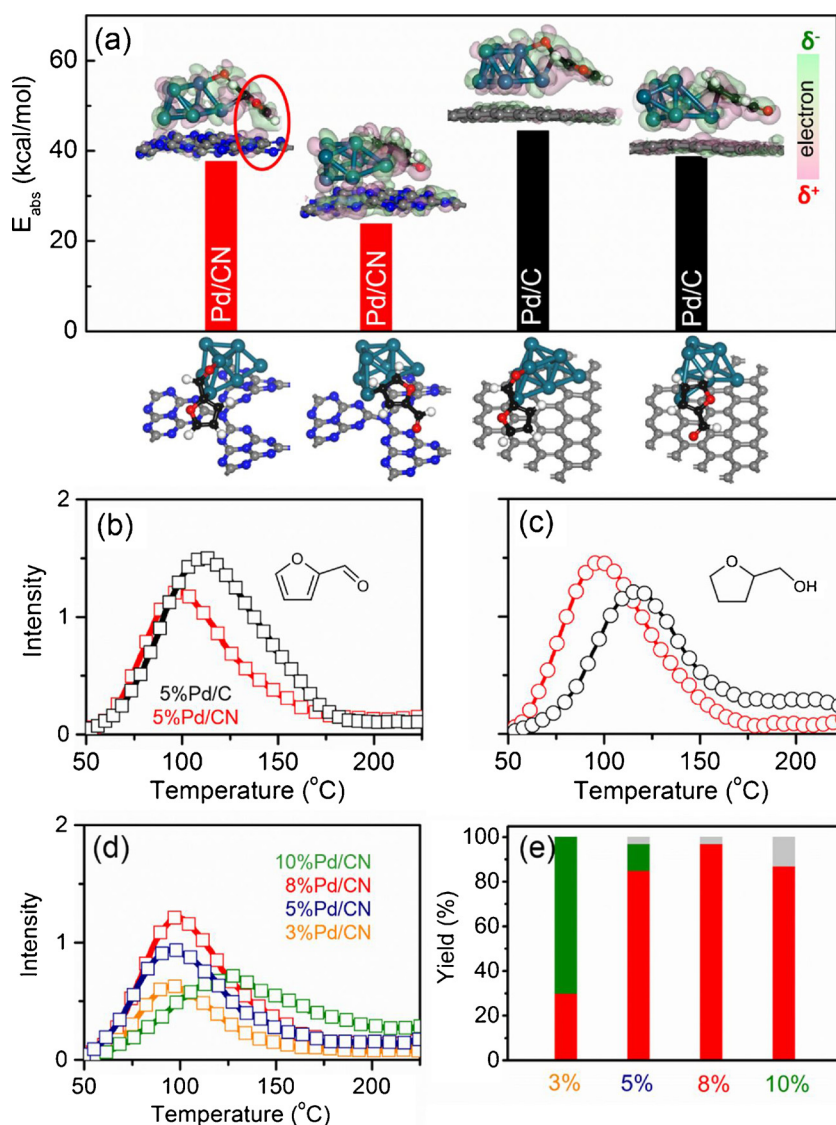 (a)
E_abs (kcal/mol)
60
40
20
0
Pd/CN
Pd/CN
Pd/C
Pd/C
δ-
electron
δ+
(b)
Intensity
2
1
0
O
O
5%Pd/C
5%Pd/CN
50 100 150 200
Temperature (°C)
(c)
O
OH
50 100 150 200
Temperature (°C)
(d)
Intensity
2
1
0
10%Pd/CN
8%Pd/CN
5%Pd/CN
3%Pd/CN
50 100 150 200
Temperature (°C)
(e)
Yield (%)
100
80
60
40
20
0
3% 5% 8% 10%